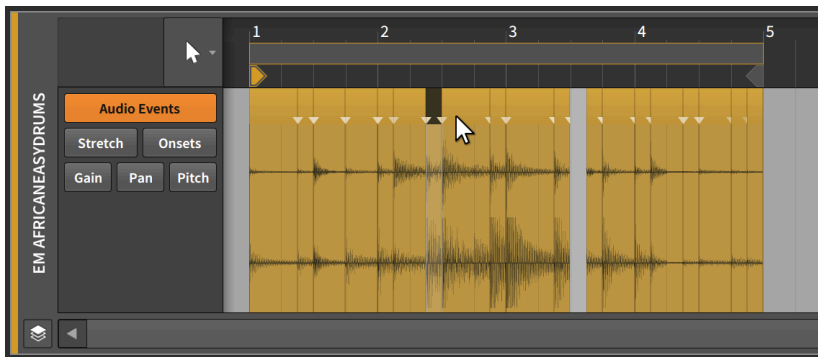 1 2 3 4 5
EM AFRICANEASYDRUMS
Audio Events
Stretch Onsets
Gain Pan Pitch